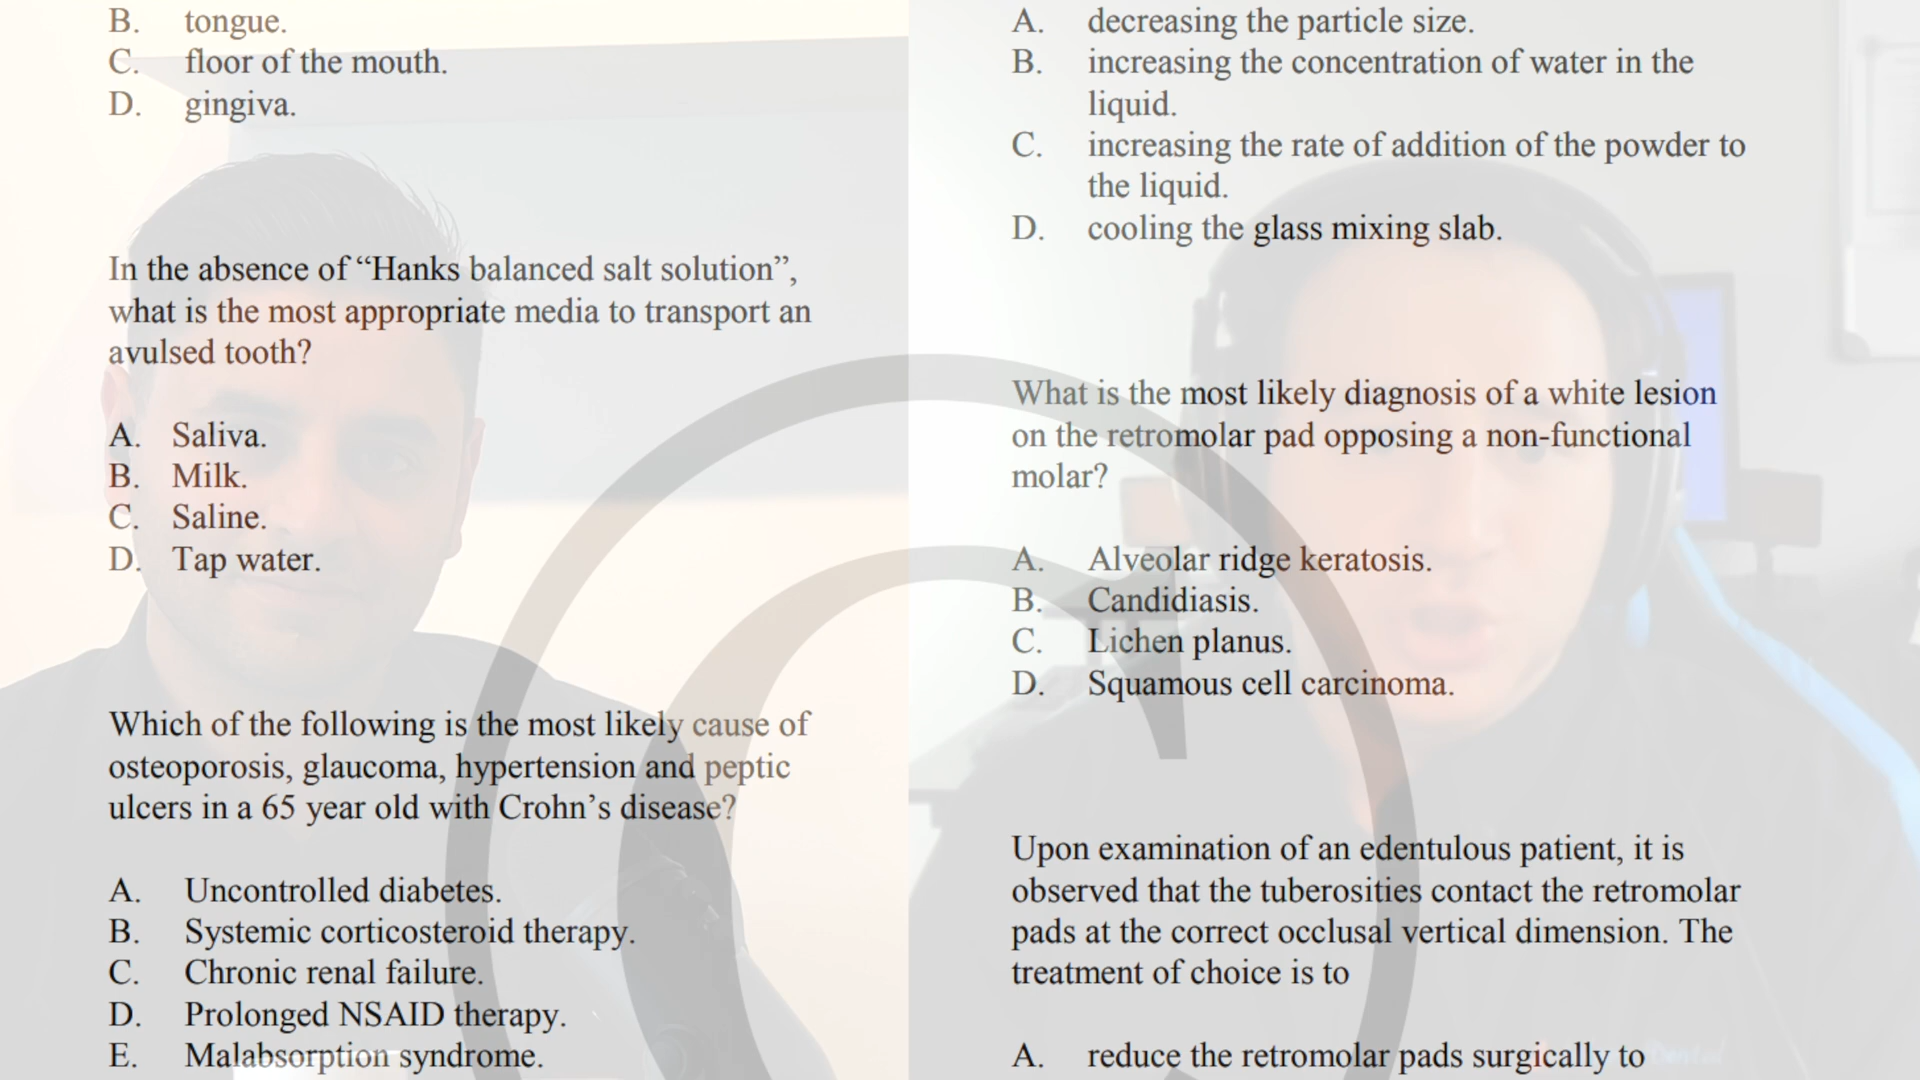 B. tongue.
C. floor of the mouth.
D. gingiva.
In the absence of “Hanks balanced salt solution”,
what is the most appropriate media to transport an
avulsed tooth?
A. Saliva.
B. Milk.
C. Saline.
D. Tap water.
Which of the following is the most likely cause of
osteoporosis, glaucoma, hypertension and peptic
ulcers in a 65 year old with Crohn’s disease?
A. Uncontrolled diabetes.
B. Systemic corticosteroid therapy.
C. Chronic renal failure.
D. Prolonged NSAID therapy.
E. Malabsorption syndrome.
A. decreasing the particle size.
B. increasing the concentration of water in the
liquid.
C. increasing the rate of addition of the powder to
the liquid.
D. cooling the glass mixing slab.
What is the most likely diagnosis of a white lesion
on the retromolar pad opposing a non-functional
molar?
A. Alveolar ridge keratosis.
B. Candidiasis.
C. Lichen planus.
D. Squamous cell carcinoma.
Upon examination of an edentulous patient, it is
observed that the tuberosities contact the retromolar
pads at the correct occlusal vertical dimension. The
treatment of choice is to
A. reduce the retromolar pads surgically to